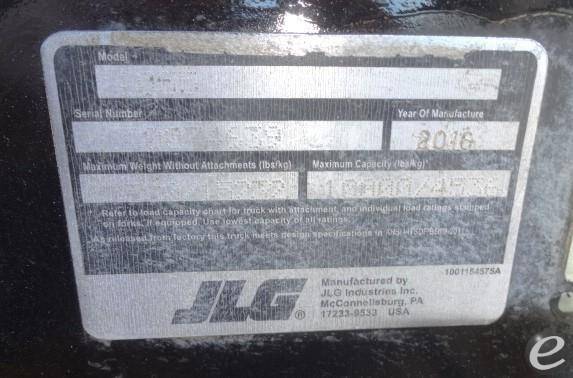 Model
Serial Number
Year Of Manufacture
2016
Maximum Weight Without Attachments (lbs/kg)
Maximum Capacity (lbs/kg)*
10000/4536
* Refer to load capacity chart for truck with attachment, and individual load ratings stamped
on forks, if equipped. Use lowest capacity of all ratings.
As released from factory this truck meets design specifications in
1001154575A
JLG ®
Manufactured by
JLG Industries Inc.
McConnellsburg, PA
17233-9533 USA
e